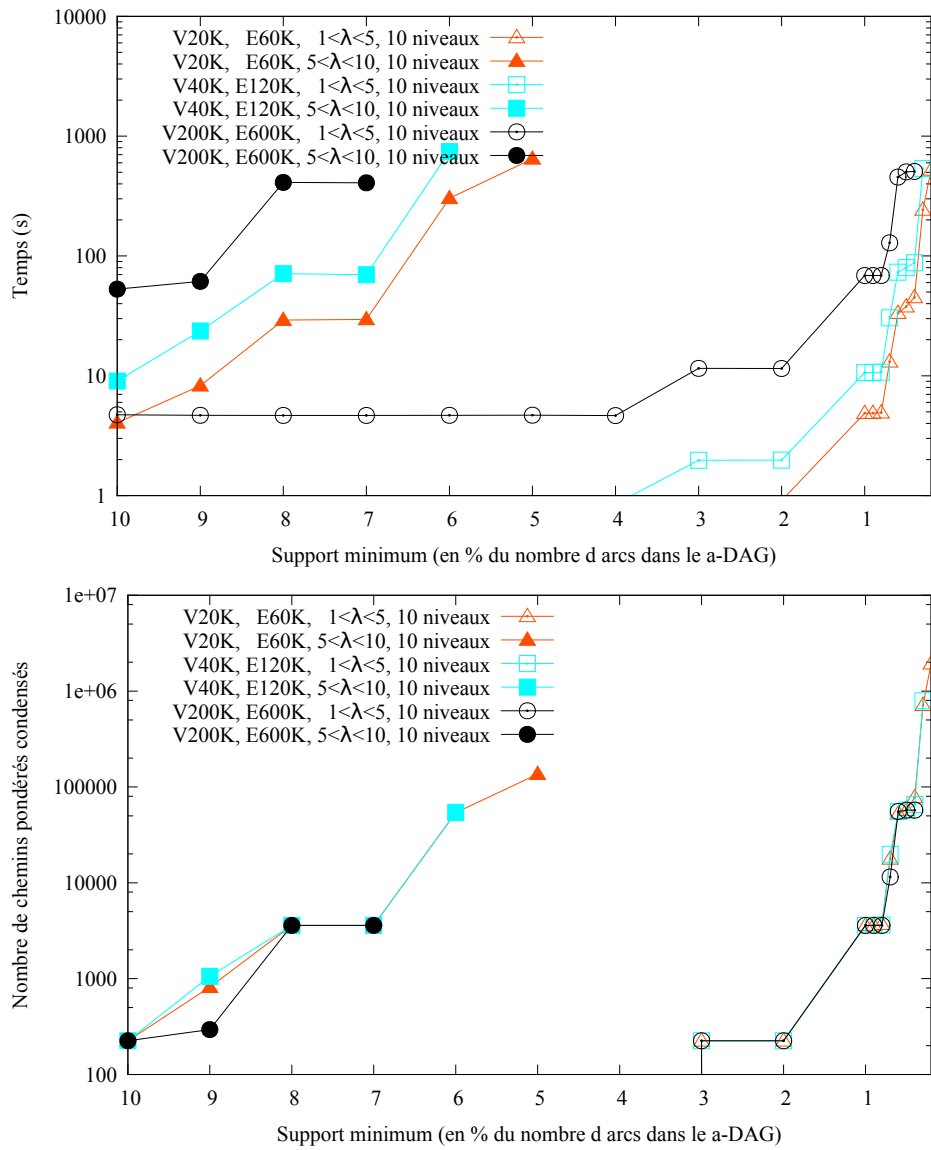 10000
1000
100
10
1
Temps (s)
V20K, E60K, 1<λ<5, 10 niveaux
V20K, E60K, 5<λ<10, 10 niveaux
V40K, E120K, 1<λ<5, 10 niveaux
V40K, E120K, 5<λ<10, 10 niveaux
V200K, E600K, 1<λ<5, 10 niveaux
V200K, E600K, 5<λ<10, 10 niveaux
10 9 8 7 6 5 4 3 2 1
Support minimum (en % du nombre d arcs dans le a-DAG)
1e+07
1e+06
100000
10000
1000
100
Nombre de chemins pondérés condensés
V20K, E60K, 1<λ<5, 10 niveaux
V20K, E60K, 5<λ<10, 10 niveaux
V40K, E120K, 1<λ<5, 10 niveaux
V40K, E120K, 5<λ<10, 10 niveaux
V200K, E600K, 1<λ<5, 10 niveaux
V200K, E600K, 5<λ<10, 10 niveaux
10 9 8 7 6 5 4 3 2 1
Support minimum (en % du nombre d arcs dans le a-DAG)